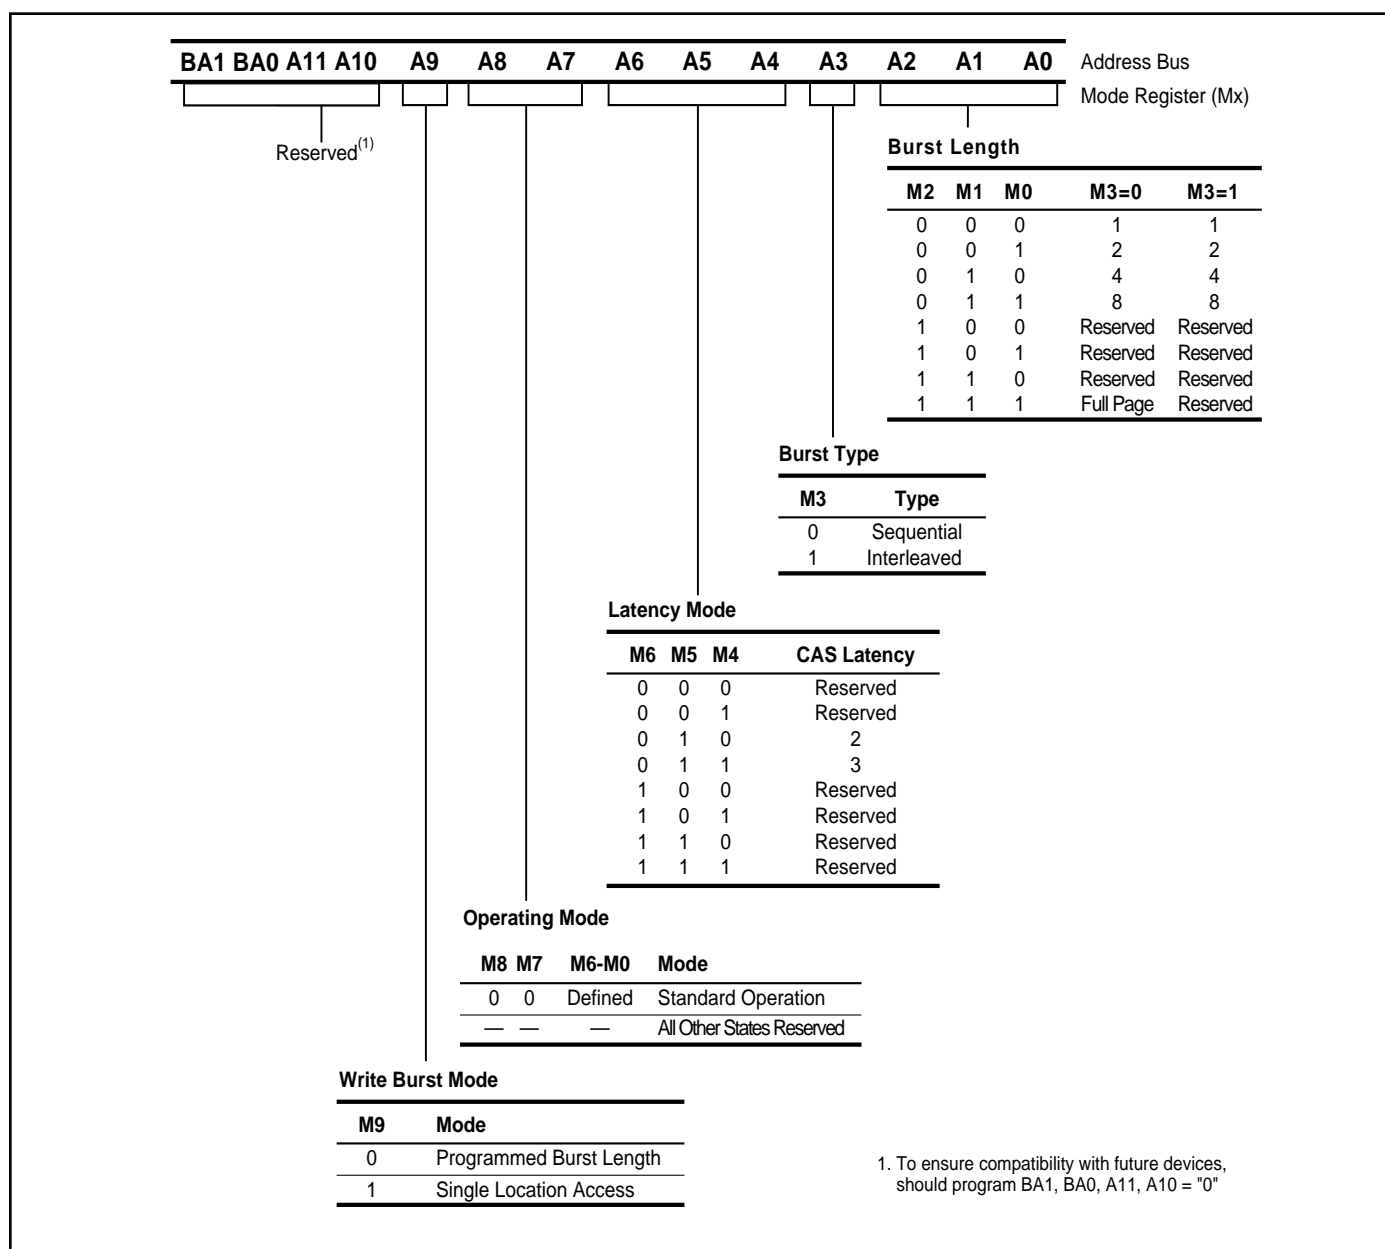 BA1 BA0 A11 A10 A9 A8 A7 A6 A5 A4 A3 A2 A1 A0 Address Bus
Mode Register (Mx)
Reserved(1)
Burst Length
M2 M1 M0 M3=0 M3=1
0 0 0 1 1
0 0 1 2 2
0 1 0 4 4
0 1 1 8 8
1 0 0 Reserved Reserved
1 0 1 Reserved Reserved
1 1 0 Reserved Reserved
1 1 1 Full Page Reserved
Burst Type
M3 Type
0 Sequential
1 Interleaved
Latency Mode
M6 M5 M4 CAS Latency
0 0 0 Reserved
0 0 1 Reserved
0 1 0 2
0 1 1 3
1 0 0 Reserved
1 0 1 Reserved
1 1 0 Reserved
1 1 1 Reserved
Operating Mode
M8 M7 M6-M0 Mode
0 0 Defined Standard Operation
— — — All Other States Reserved
Write Burst Mode
M9 Mode
0 Programmed Burst Length
1 Single Location Access
1. To ensure compatibility with future devices,
should program BA1, BA0, A11, A10 = "0"